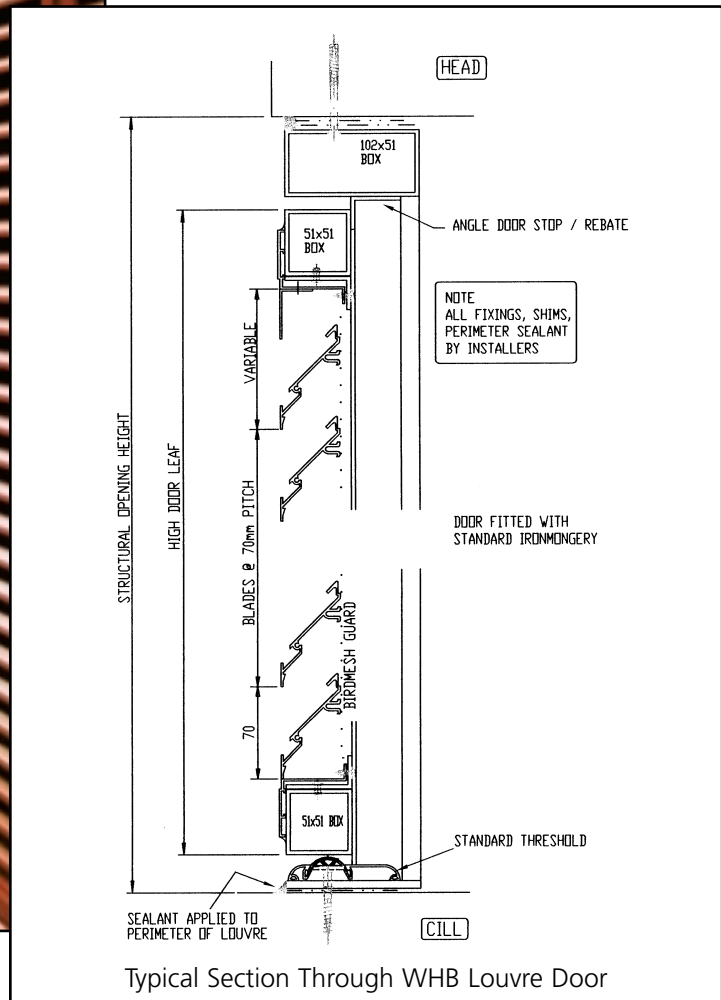 HEAD
102x51
BOX
ANGLE DOOR STOP / REBATE
51x51
BOX
NOTE
ALL FIXINGS, SHIMS,
PERIMETER SEALANT
BY INSTALLERS
VARIABLE
STRUCTURAL OPENING HEIGHT
HIGH DOOR LEAF
BLADES @ 70mm PITCH
DOOR FITTED WITH
STANDARD IRONMONGERY
BIRDMESH GUARD
70
51x51 BOX
STANDARD THRESHOLD
SEALANT APPLIED TO
PERIMETER OF LOUVRE
CILL
Typical Section Through WHB Louvre Door